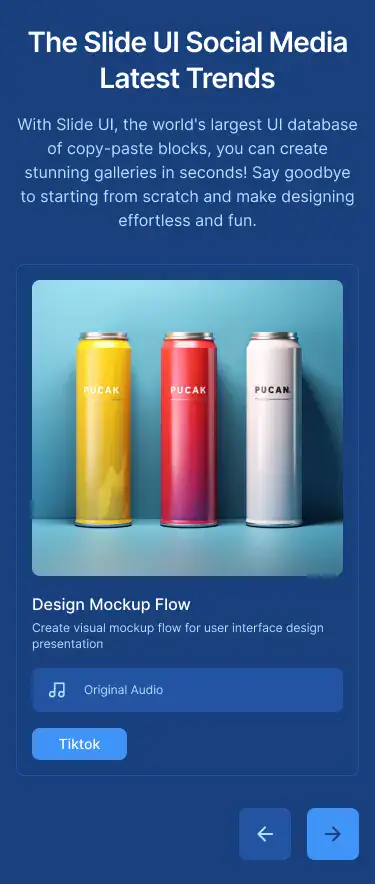 The Slide UI Social Media
Latest Trends
With Slide UI, the world's largest UI database
of copy-paste blocks, you can create
stunning galleries in seconds! Say goodbye
to starting from scratch and make designing
effortless and fun.
PUCAK
PUCAK
PUCAN.
Design Mockup Flow
Create visual mockup flow for user interface design
presentation
Original Audio
Tiktok